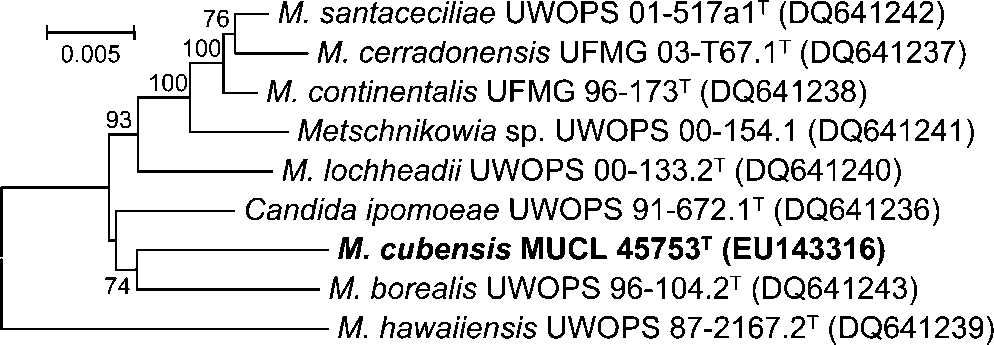 76 M. santaceciliae UWOPS 01-517a1ᵀ (DQ641242)
0.005
100 M. cerradonensis UFMG 03-T67.1ᵀ (DQ641237)
100 M. continentalis UFMG 96-173ᵀ (DQ641238)
93 Metschnikowia sp. UWOPS 00-154.1 (DQ641241)
M. lochheadii UWOPS 00-133.2ᵀ (DQ641240)
Candida ipomoeae UWOPS 91-672.1ᵀ (DQ641236)
M. cubensis MUCL 45753ᵀ (EU143316)
74 M. borealis UWOPS 96-104.2ᵀ (DQ641243)
M. hawaiiensis UWOPS 87-2167.2ᵀ (DQ641239)